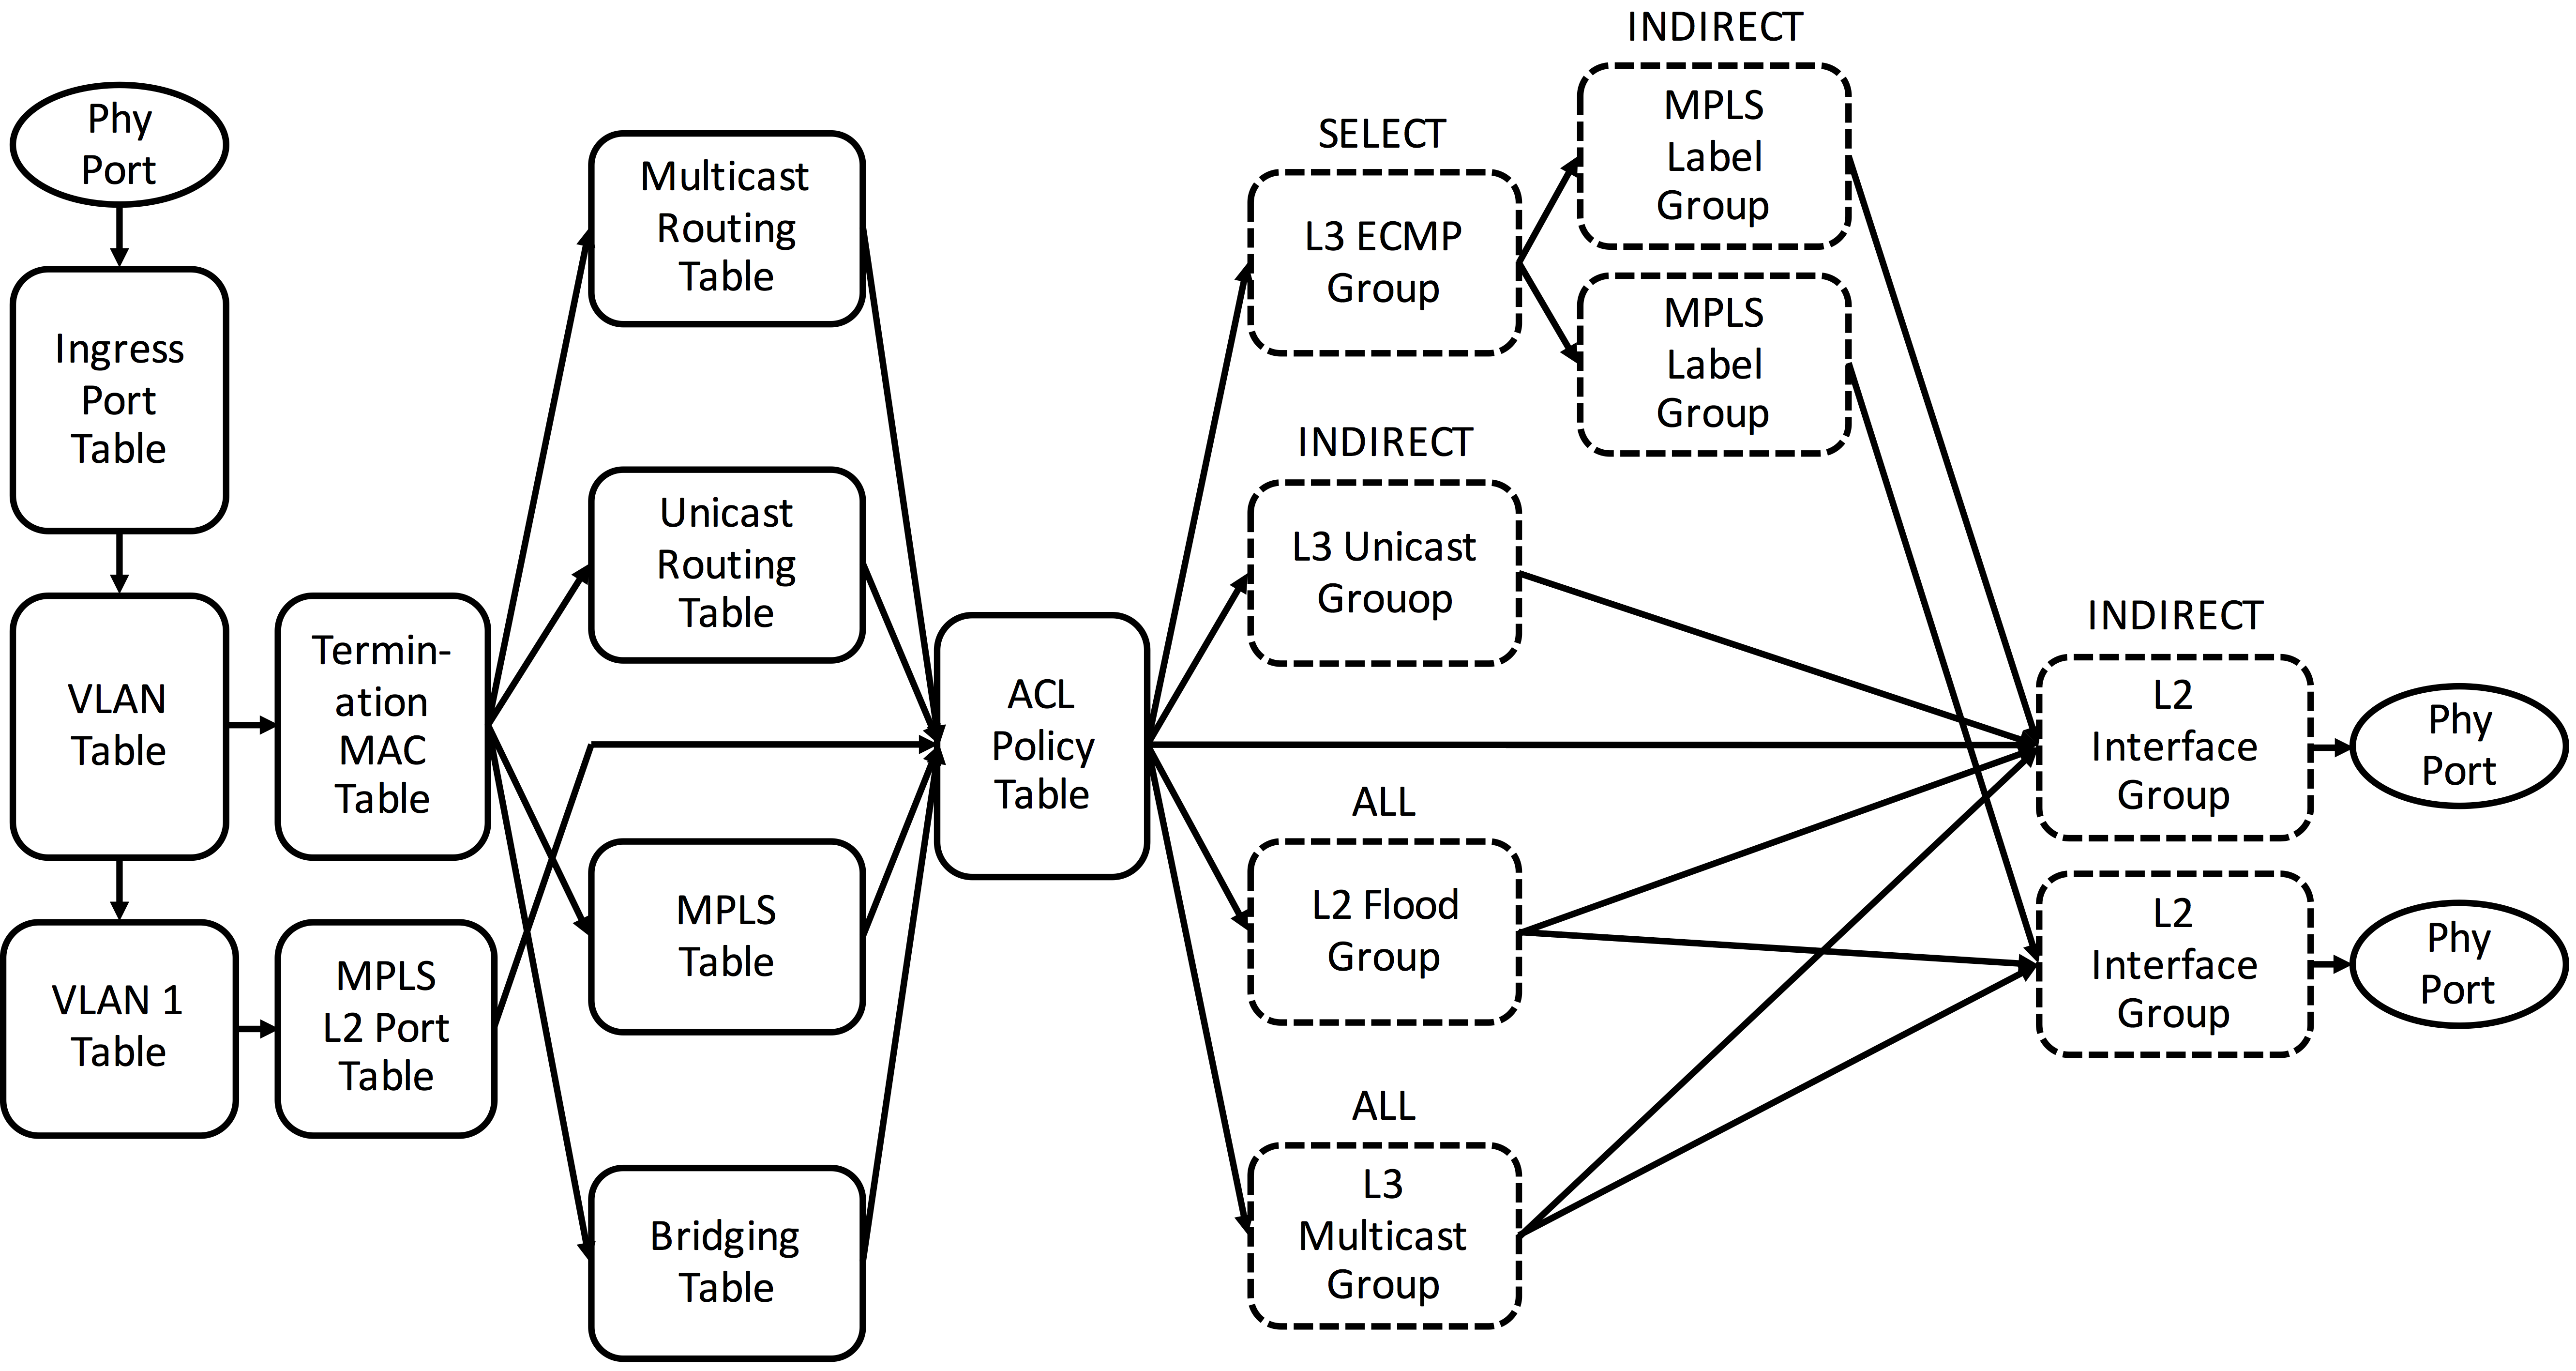 Phy
Port
Ingress
Port
Table
VLAN
Table
VLAN 1
Table
Termin-
ation
MAC
Table
MPLS
L2 Port
Table
Multicast
Routing
Table
Unicast
Routing
Table
MPLS
Table
Bridging
Table
ACL
Policy
Table
SELECT
L3 ECMP
Group
INDIRECT
L3 Unicast
Grouop
ALL
L2 Flood
Group
ALL
L3
Multicast
Group
INDIRECT
MPLS
Label
Group
MPLS
Label
Group
INDIRECT
L2
Interface
Group
L2
Interface
Group
Phy
Port
Phy
Port